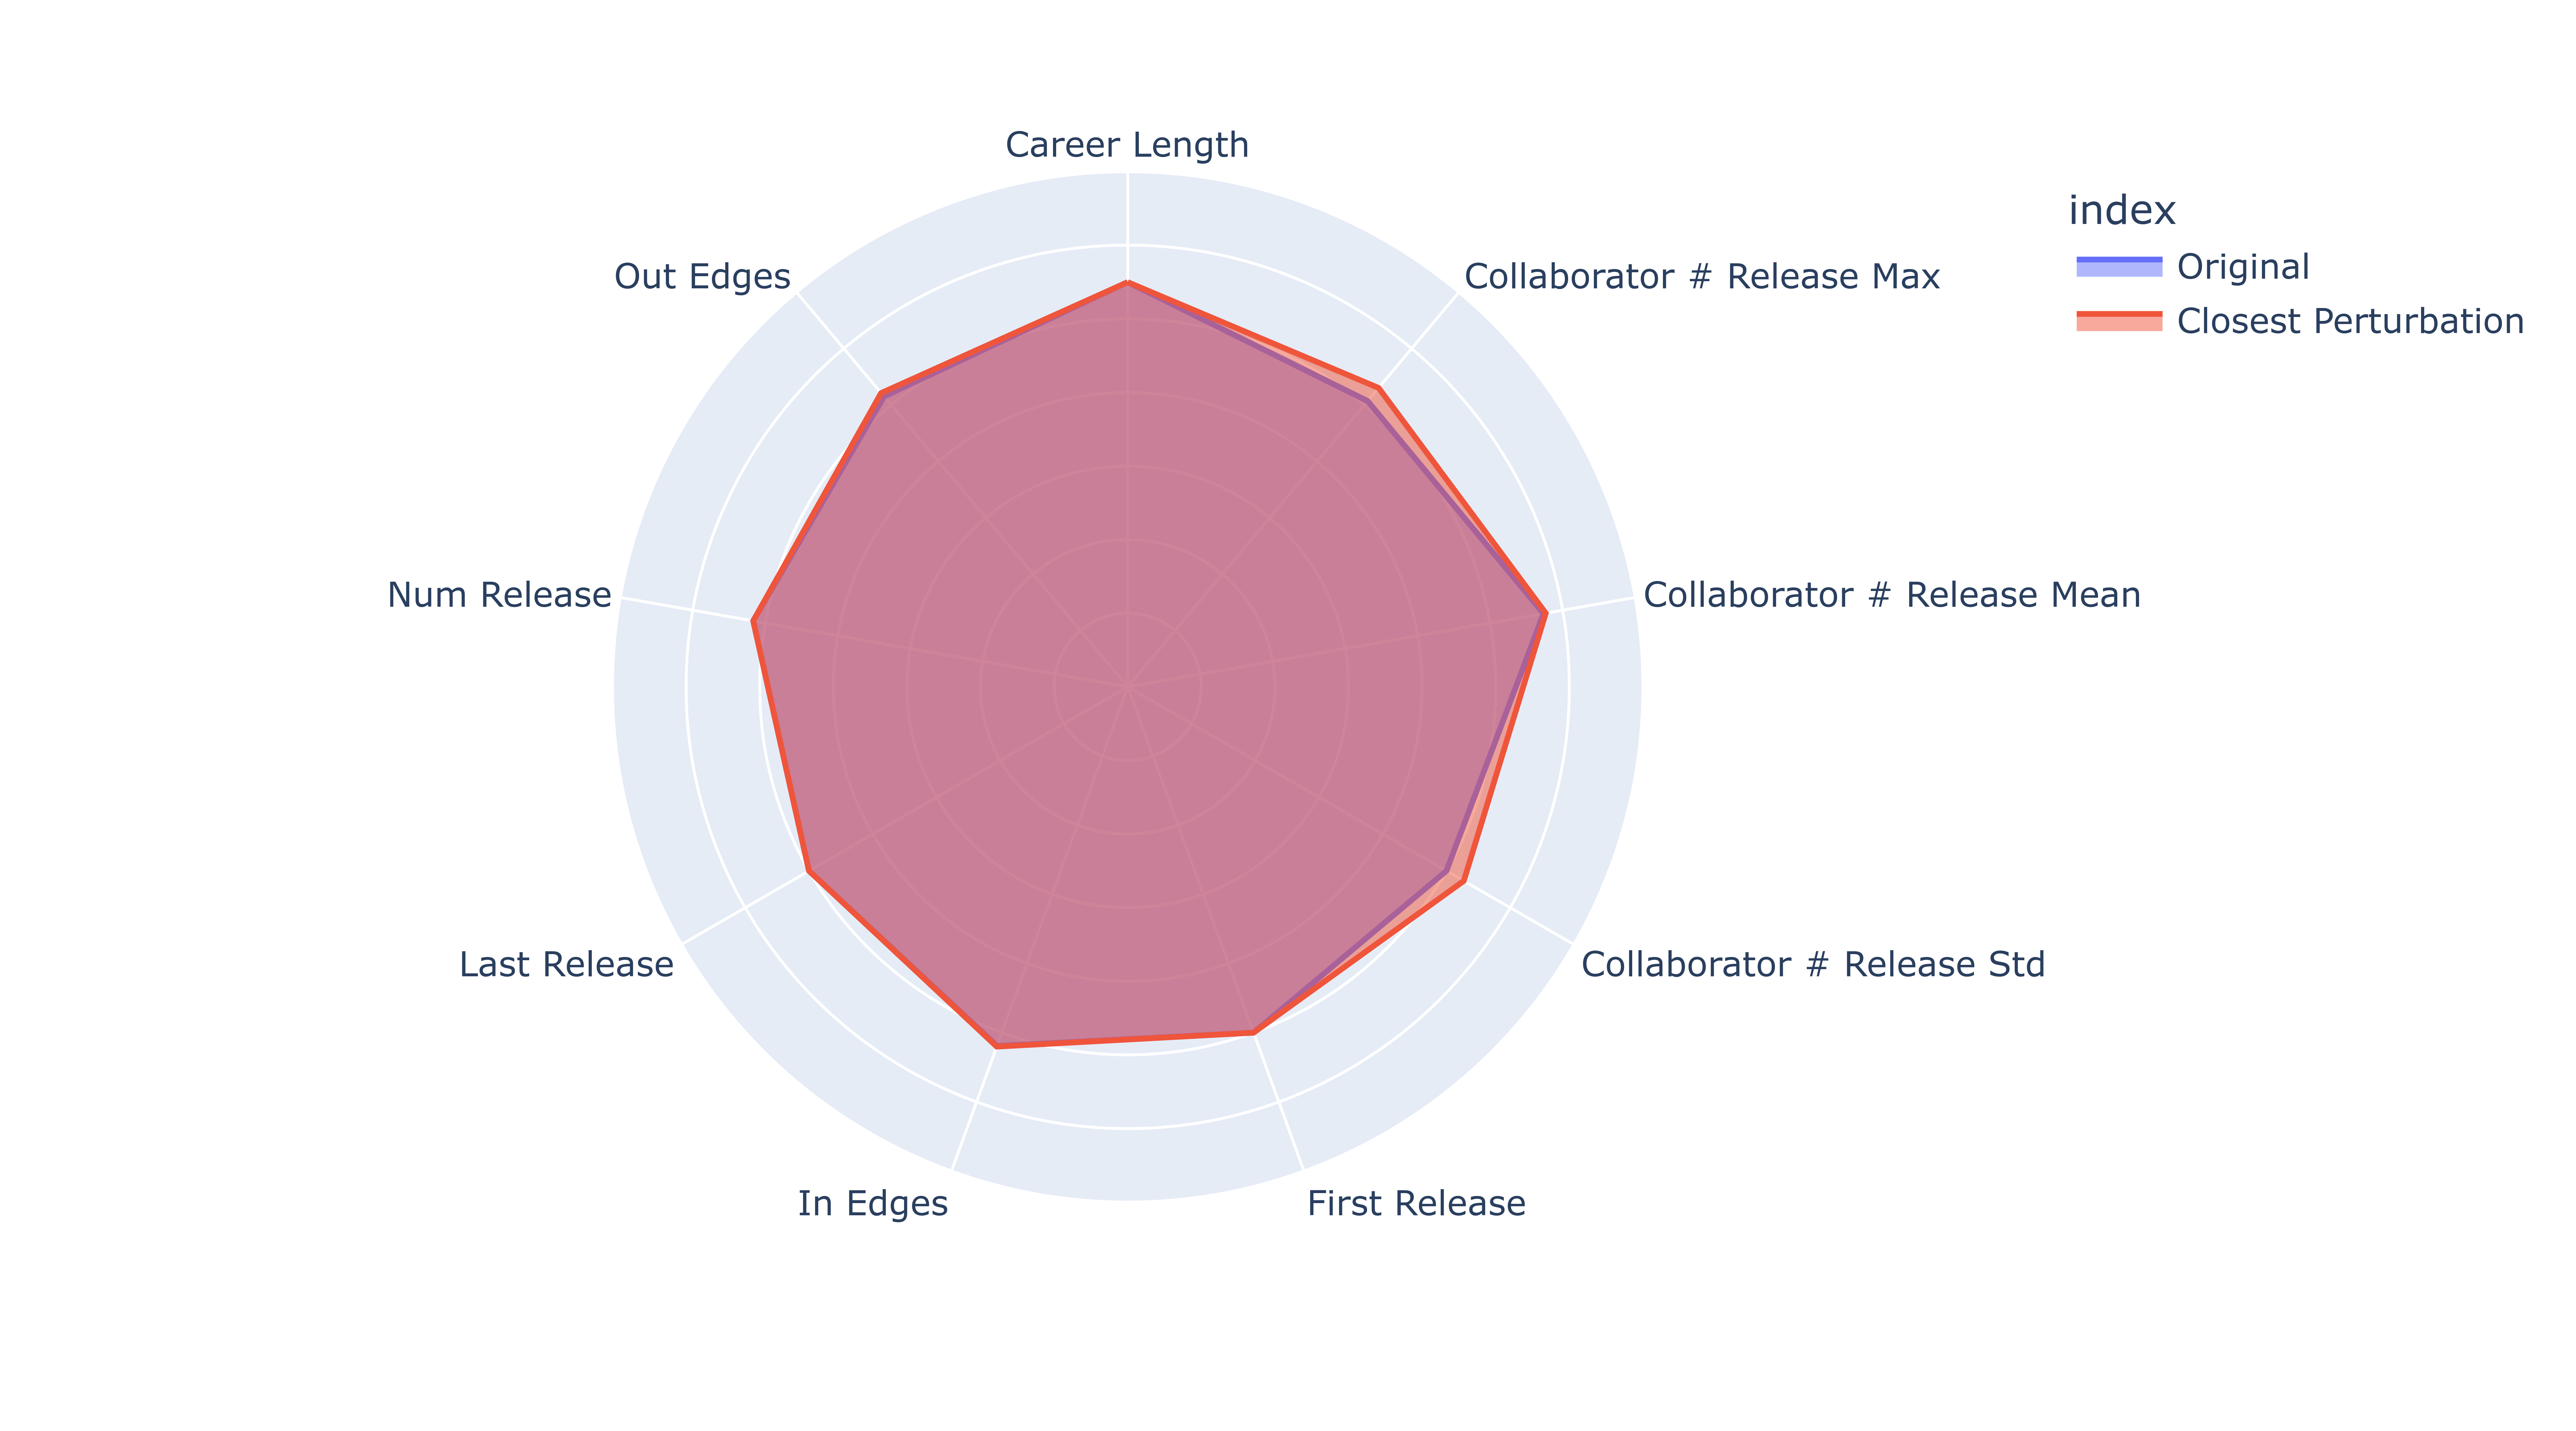 Career Length
Out Edges
Collaborator # Release Max
index
Original
Closest Perturbation
Num Release
Collaborator # Release Mean
Last Release
Collaborator # Release Std
In Edges
First Release